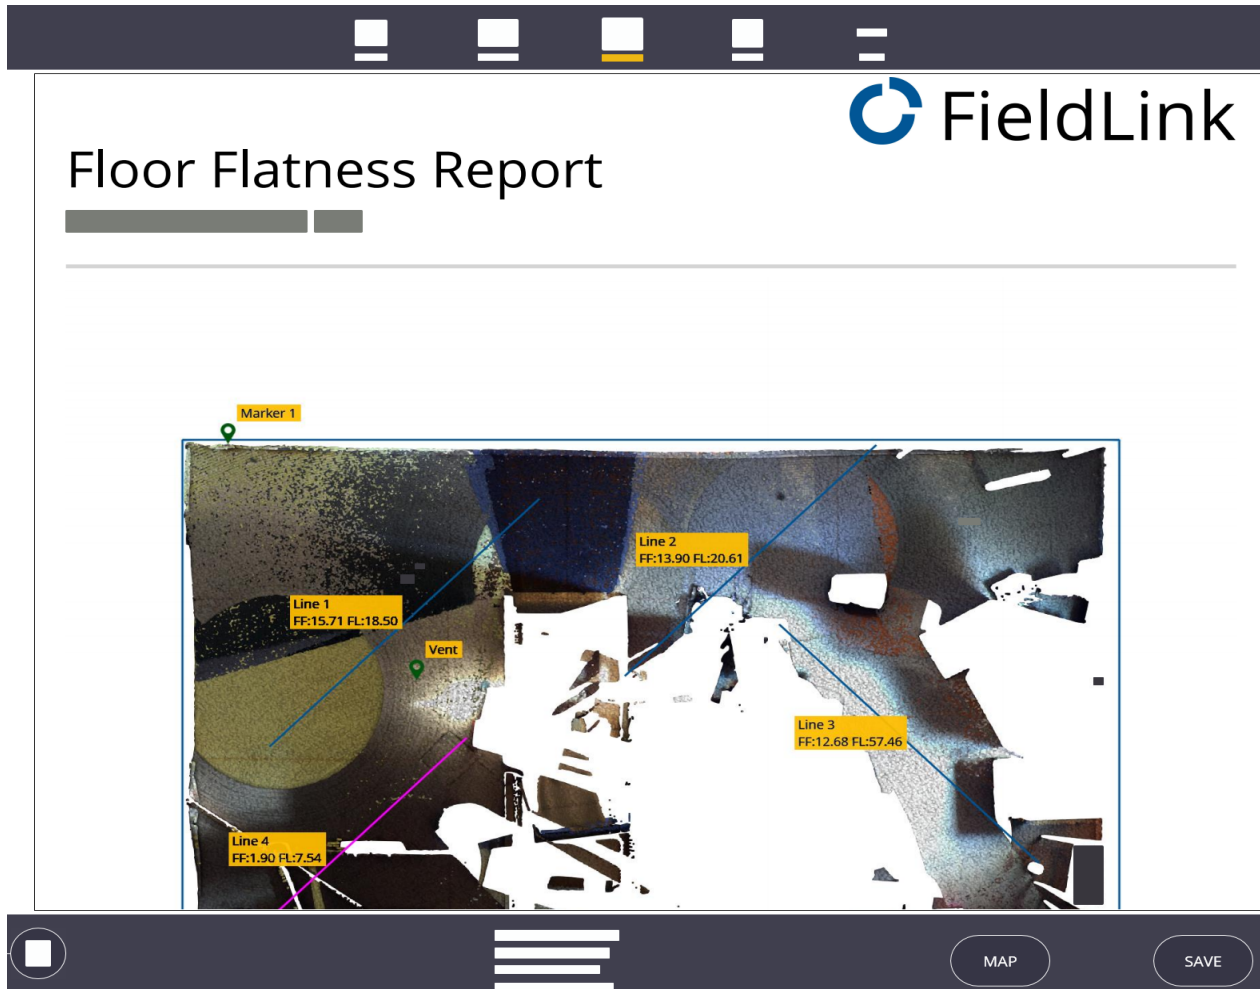 FieldLink
Floor Flatness Report
Marker 1
Line 2
FF:13.90 FL:20.61
Line 1
FF:15.71 FL:18.50
Vent
Line 3
FF:12.68 FL:57.46
Line 4
FF:1.90 FL:7.54
MAP
SAVE